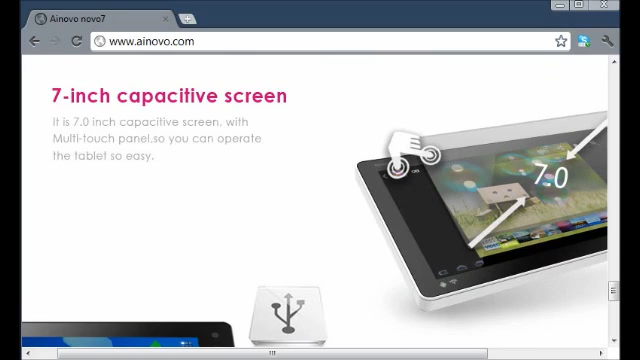 Ainovo novo7
www.ainovo.com
7-inch capacitive screen
It is 7.0 inch capacitive screen, with
Multi-touch panel,so you can operate
the tablet so easy.
7.0